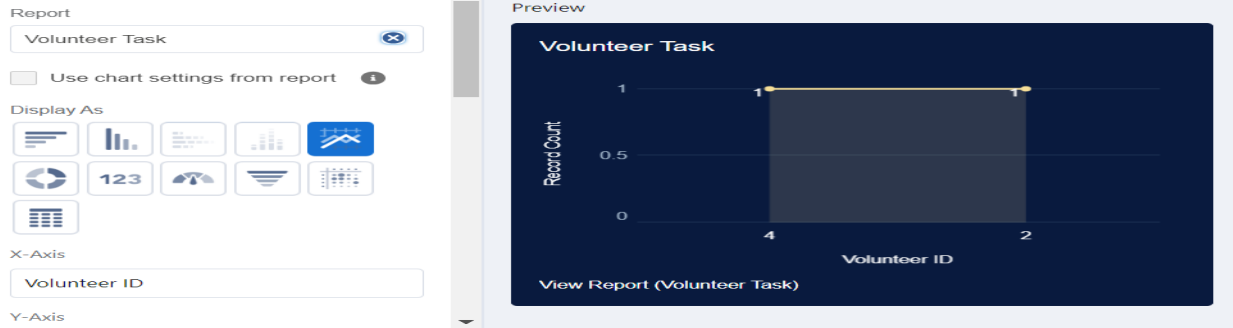 Report
Volunteer Task
Use chart settings from report
Display As
123
X-Axis
Volunteer ID
Y-Axis
Preview
Volunteer Task
1
0.5
0
Record Count
1
1
4
2
Volunteer ID
View Report (Volunteer Task)